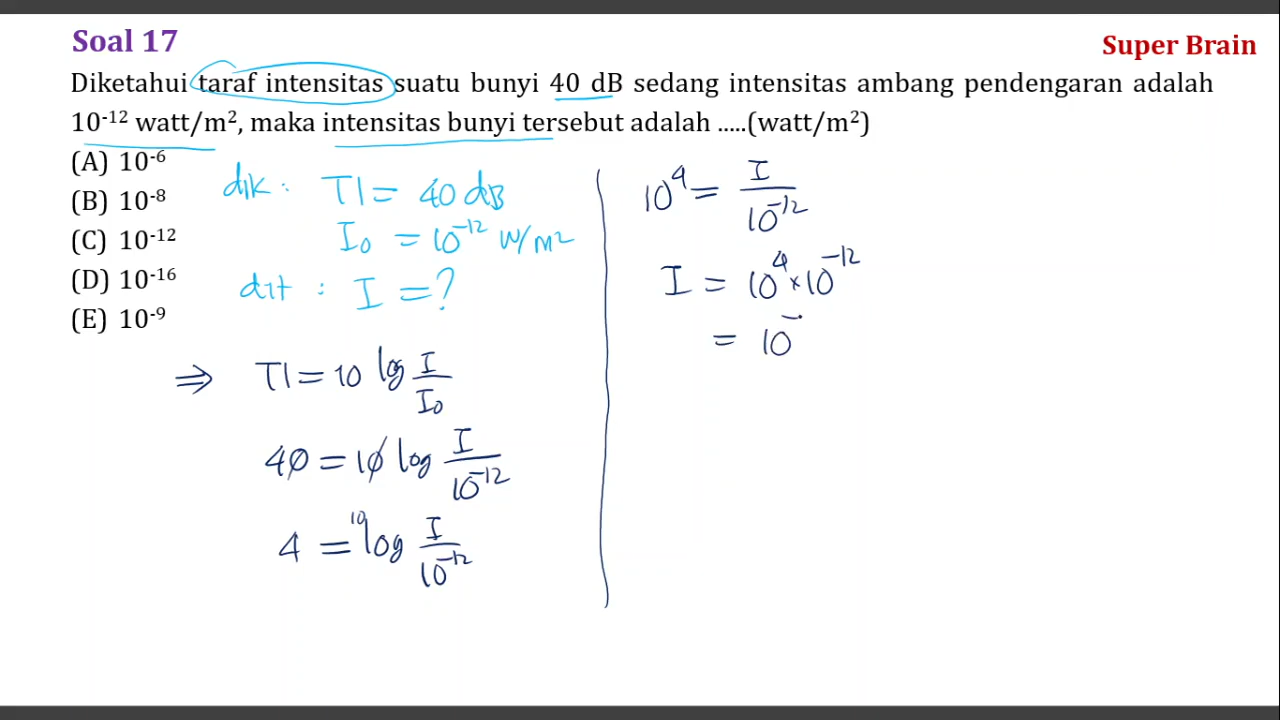 Soal 17
Super Brain
Diketahui taraf intensitas suatu bunyi 40 dB sedang intensitas ambang pendengaran adalah
10⁻¹² watt/m², maka intensitas bunyi tersebut adalah .....(watt/m²)
(A) 10⁻⁶
(B) 10⁻⁸
(C) 10⁻¹²
(D) 10⁻¹⁶
(E) 10⁻⁹
dik : TI = 40 dB
I₀ = 10⁻¹² W/m²
dit : I = ?
⇒ TI = 10 log I/I₀
40 = 10 log I/10⁻¹²
4 = ¹⁰log I/10⁻¹²
10⁴ = I/10⁻¹²
I = 10⁴ × 10⁻¹²
= 10⁻